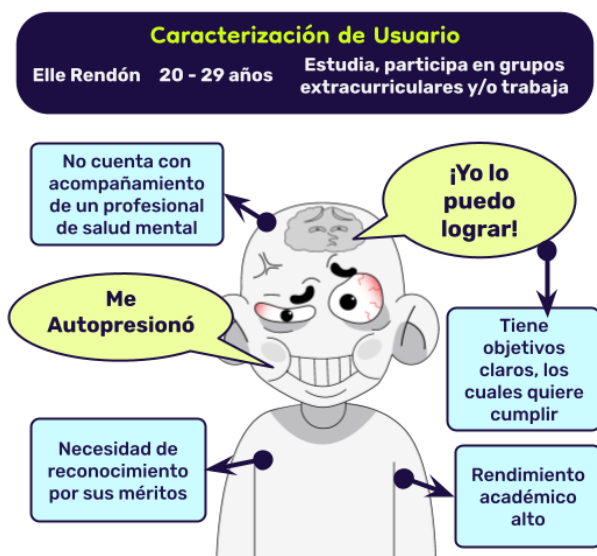 Caracterización de Usuario
Elle Rendón
20 - 29 años
Estudia, participa en grupos
extracurriculares y/o trabaja
No cuenta con
acompañamiento
de un profesional
de salud mental
¡Yo lo
puedo
lograr!
Me
Autopresionó
Tiene
objetivos
claros, los
cuales quiere
cumplir
Necesidad de
reconocimiento
por sus méritos
Rendimiento
académico
alto